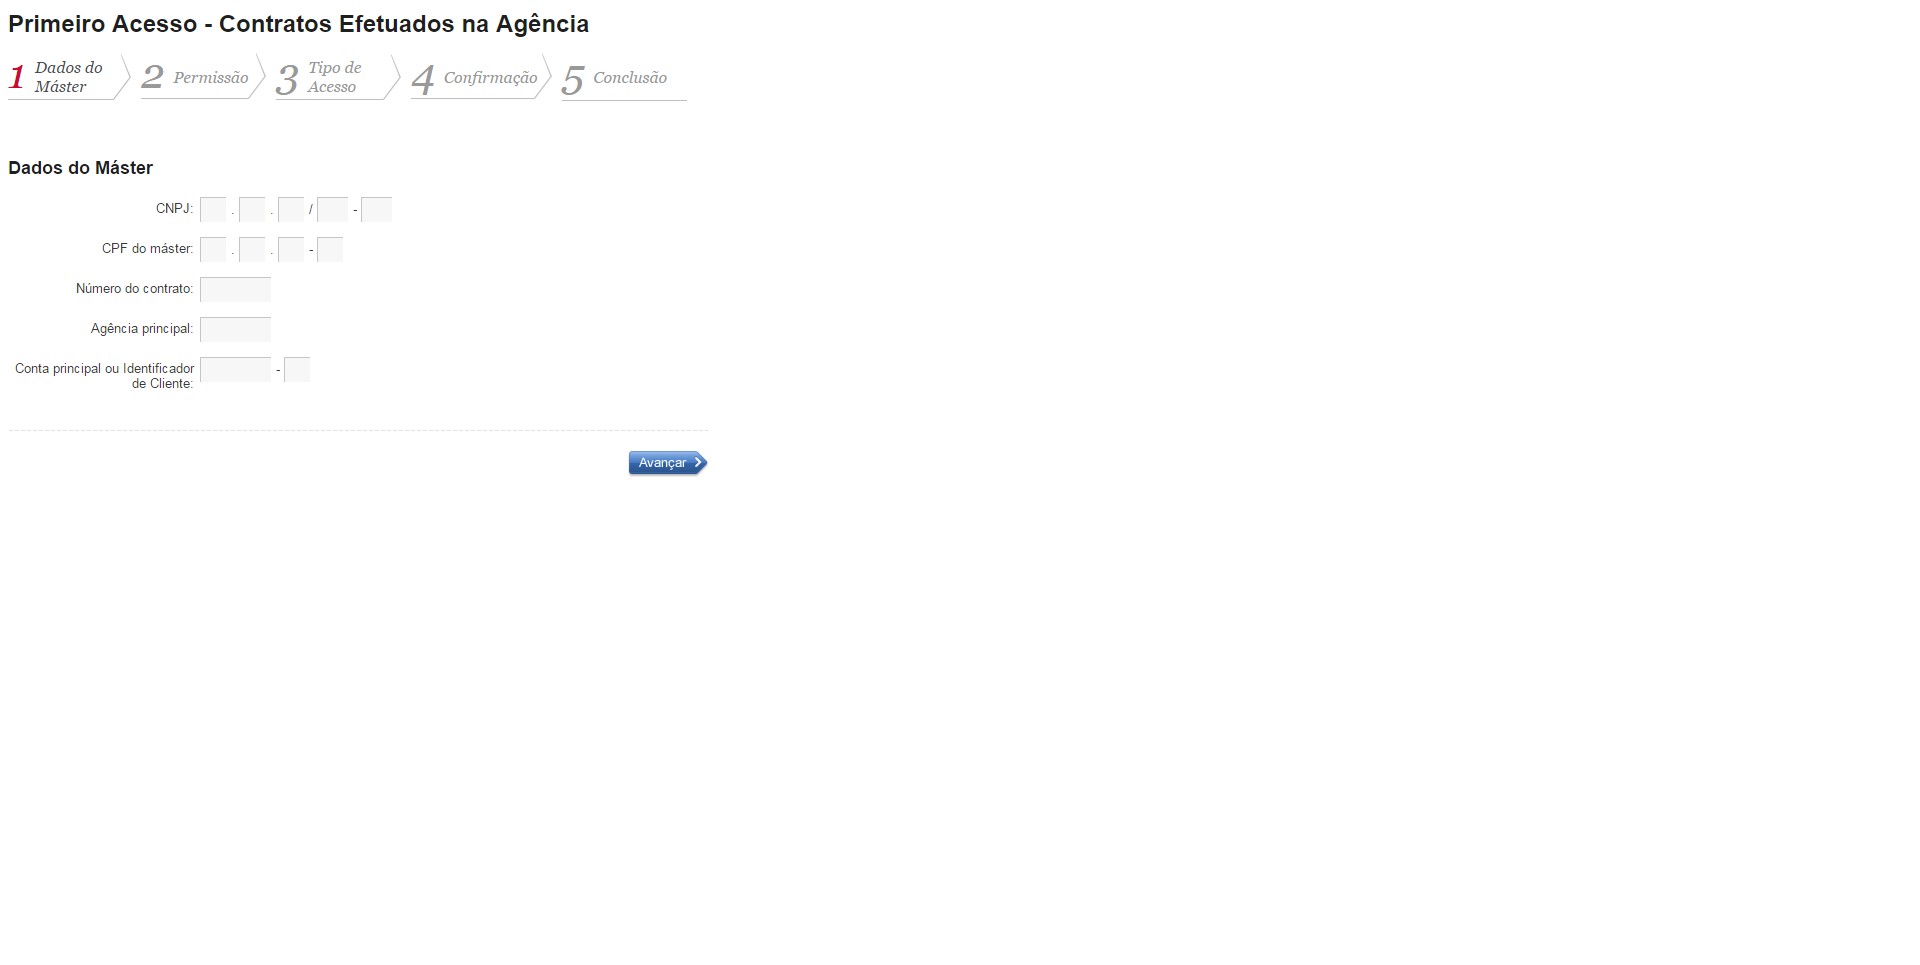 Primeiro Acesso - Contratos Efetuados na Agência
1 Dados do Máster 2 Permissão 3 Tipo de Acesso 4 Confirmação 5 Conclusão
Dados do Máster
CNPJ: . . / -
CPF do máster: . . -
Número do contrato:
Agência principal:
Conta principal ou Identificador -
de Cliente:
Avançar